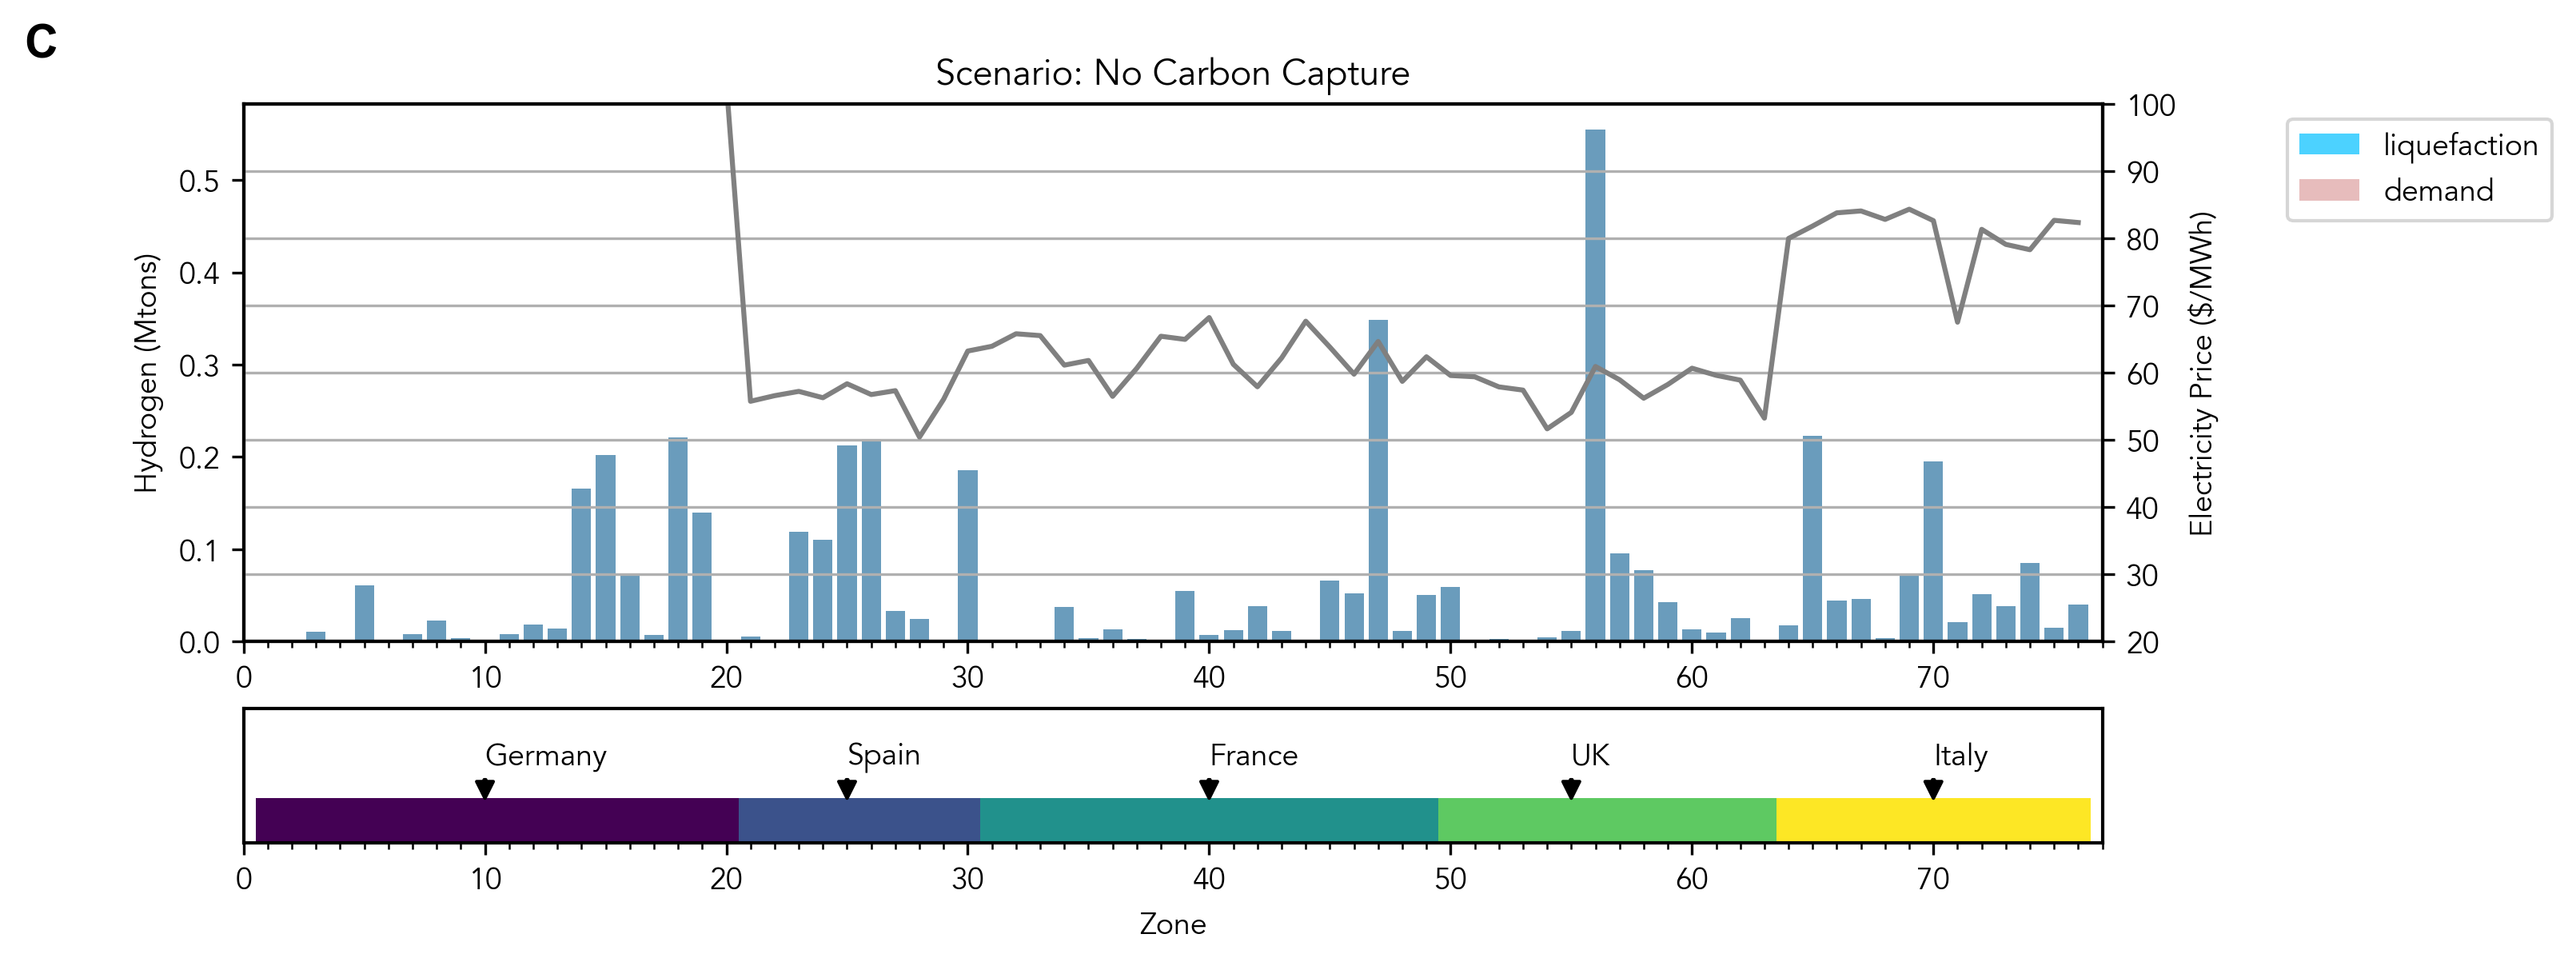 C
Scenario: No Carbon Capture
Hydrogen (Mtons)
0.5
0.4
0.3
0.2
0.1
0.0
0 10 20 30 40 50 60 70
100
90
80
70
60
50
40
30
20
Electricity Price ($/MWh)
liquefaction
demand
Germany Spain France UK Italy
0 10 20 30 40 50 60 70
Zone